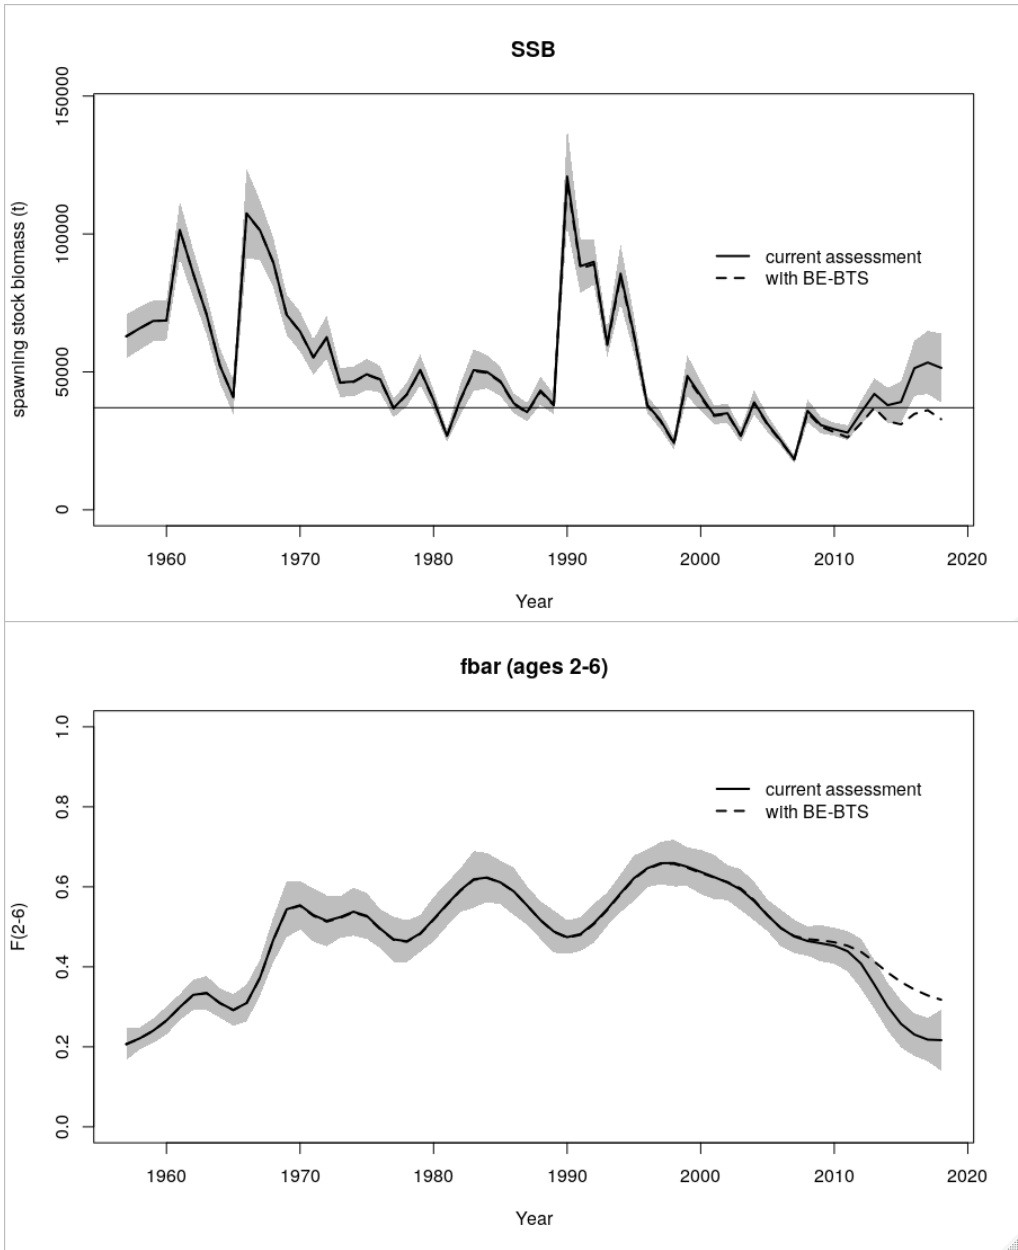 SSB
spawning stock biomass (t)
150000
100000
50000
0
current assessment
with BE-BTS
1960 1970 1980 1990 2000 2010 2020
Year
fbar (ages 2-6)
F(2-6)
1.0
0.8
0.6
0.4
0.2
0.0
current assessment
with BE-BTS
1960 1970 1980 1990 2000 2010 2020
Year